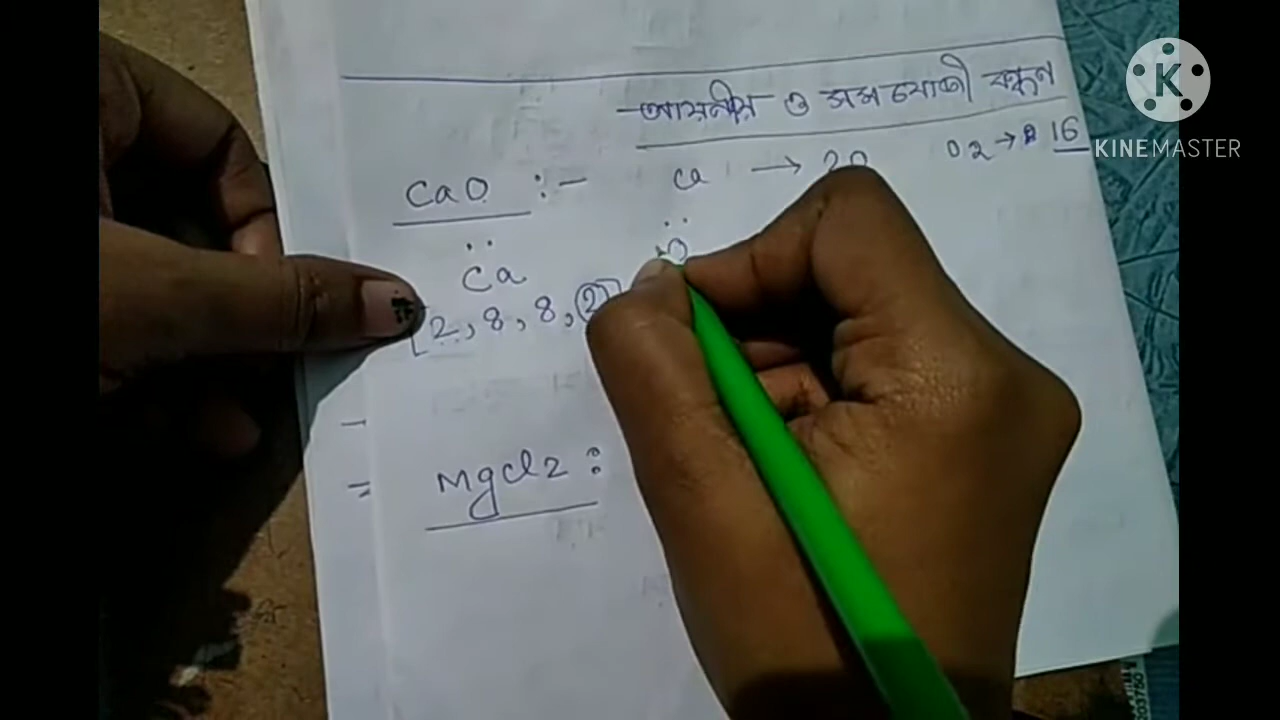 আয়নীয় ও সমযোজী বন্ধন
O2 → 16
CaO :- Ca → 20
Ca
[2, 8, 8, 2]
MgCl2 :
K
KINEMASTER